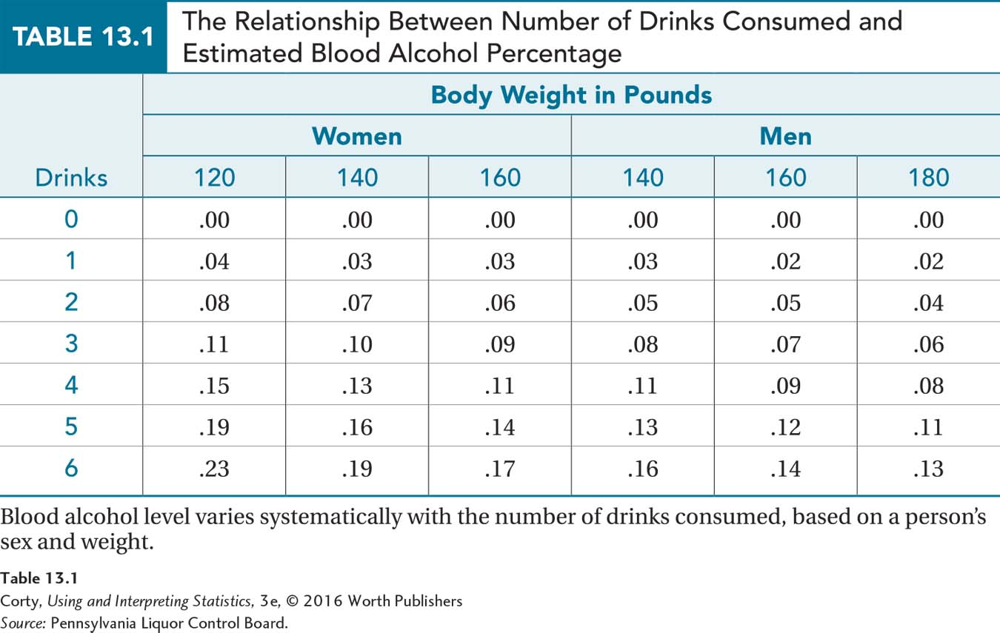 TABLE 13.1
The Relationship Between Number of Drinks Consumed and
Estimated Blood Alcohol Percentage
Body Weight in Pounds
Women Men
Drinks 120 140 160 140 160 180
0 .00 .00 .00 .00 .00 .00
1 .04 .03 .03 .03 .02 .02
2 .08 .07 .06 .05 .05 .04
3 .11 .10 .09 .08 .07 .06
4 .15 .13 .11 .11 .09 .08
5 .19 .16 .14 .13 .12 .11
6 .23 .19 .17 .16 .14 .13
Blood alcohol level varies systematically with the number of drinks consumed, based on a person’s
sex and weight.
Table 13.1
Corty, Using and Interpreting Statistics, 3e, © 2016 Worth Publishers
Source: Pennsylvania Liquor Control Board.